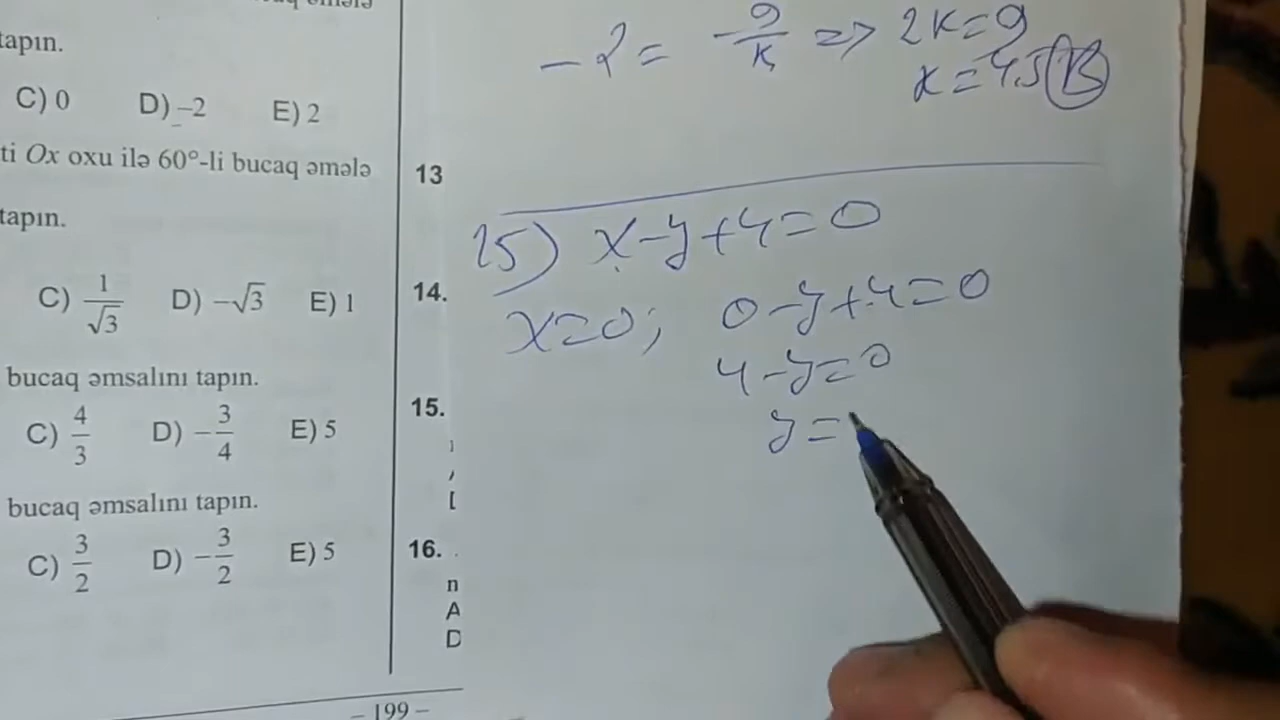 tapın.
C) 0 D) –2 E) 2
ti Ox oxu ilə 60°-li bucaq əmələ
tapın.
C) 1/√3 D) –√3 E) 1
bucaq əmsalını tapın.
C) 4/3 D) –3/4 E) 5
bucaq əmsalını tapın.
C) 3/2 D) –3/2 E) 5
– 199 –
13
14.
15.
16.
n
A
D
-2 = -9/k => 2k=9
k=4,5 B
x-y+4=0
x=0; 0-y+4=0
4-y=0
y=